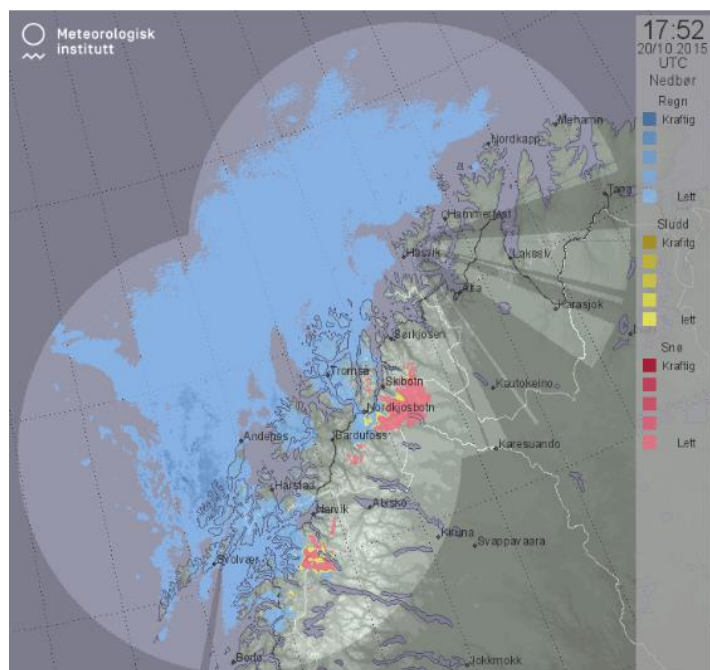 Meteorologisk
institutt
17:52
20/10 2015
UTC
Nedbør
Regn
Kraftig
Lett
Sludd
Kraftig
lett
Snø
Kraftig
Lett
Mehamn
Nordkapp
Tana
Hammerfest
Hasvik
Lakselv
Alta
Karasjok
Sørkjosen
Tromsø
Skibotn
Kautokeino
Nordkjosbotn
Andenes
Bardufoss
Karesuando
Harstad
Narvik
Abisko
Kiruna
Svappavaara
Svolvær
Bodø
Jokkmokk